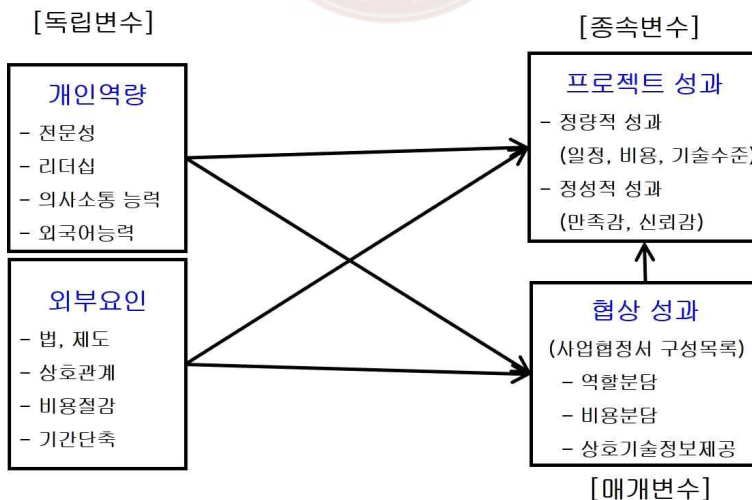 [독립변수]
개인역량
– 전문성
– 리더십
– 의사소통 능력
– 외국어능력
외부요인
– 법, 제도
– 상호관계
– 비용절감
– 기간단축
[종속변수]
프로젝트 성과
– 정량적 성과
(일정, 비용, 기술수준)
– 정성적 성과
(만족감, 신뢰감)
협상 성과
(사업협정서 구성목록)
– 역할분담
– 비용분담
– 상호기술정보제공
[매개변수]